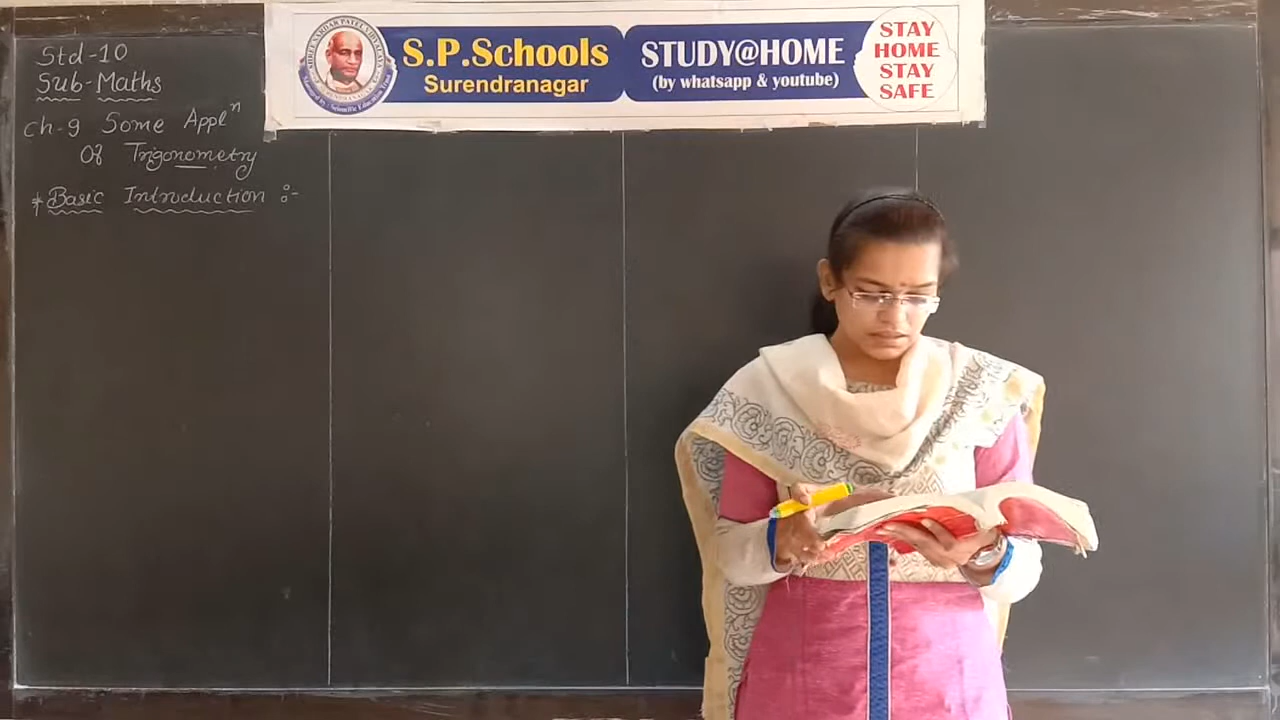 S.P.Schools
Surendranagar
STUDY@HOME
(by whatsapp & youtube)
STAY
HOME
STAY
SAFE
Std-10
Sub-Maths
Ch-9 Some Applⁿ
Of Trigonometry
* Basic Introduction :-